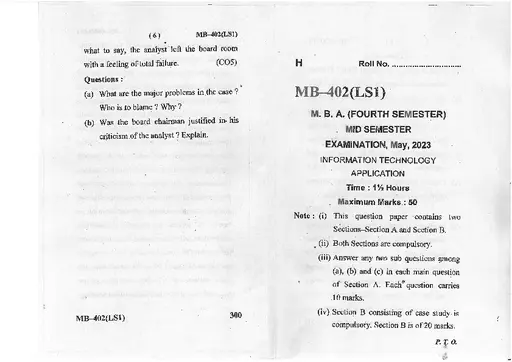 ( 6 ) MB–402(LS1)
what to say, the analyst left the board room
with a feeling of total failure. (CO5)
Questions :
(a) What are the major problems in the case ?
Who is to blame ? Why ?
(b) Was the board chairman justified in his
criticism of the analyst ? Explain.
MB–402(LS1) 300
H Roll No. ..............................
MB–402(LS1)
M. B. A. (FOURTH SEMESTER)
MID SEMESTER
EXAMINATION, May, 2023
INFORMATION TECHNOLOGY
APPLICATION
Time : 1½ Hours
Maximum Marks : 50
Note : (i) This question paper contains two
Sections–Section A and Section B.
(ii) Both Sections are compulsory.
(iii) Answer any two sub questions among
(a), (b) and (c) in each main question
of Section A. Each question carries
10 marks.
(iv) Section B consisting of case study is
compulsory. Section B is of 20 marks.
P. T. O.